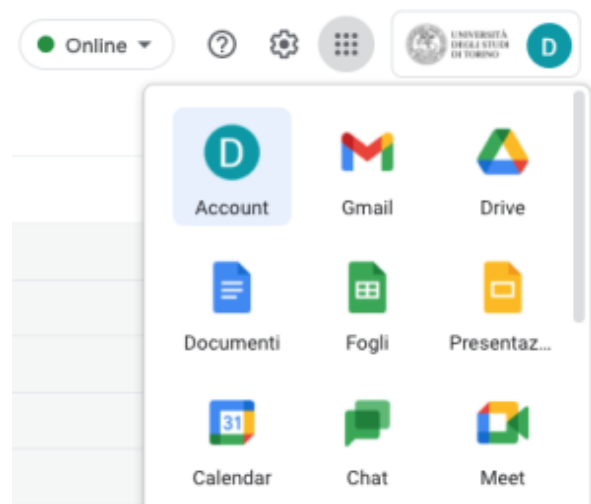 Online
UNIVERSITÀ
DEGLI STUDI
DI TORINO
D
D
Account
Gmail
Drive
Documenti
Fogli
Presentaz...
31
Calendar
Chat
Meet